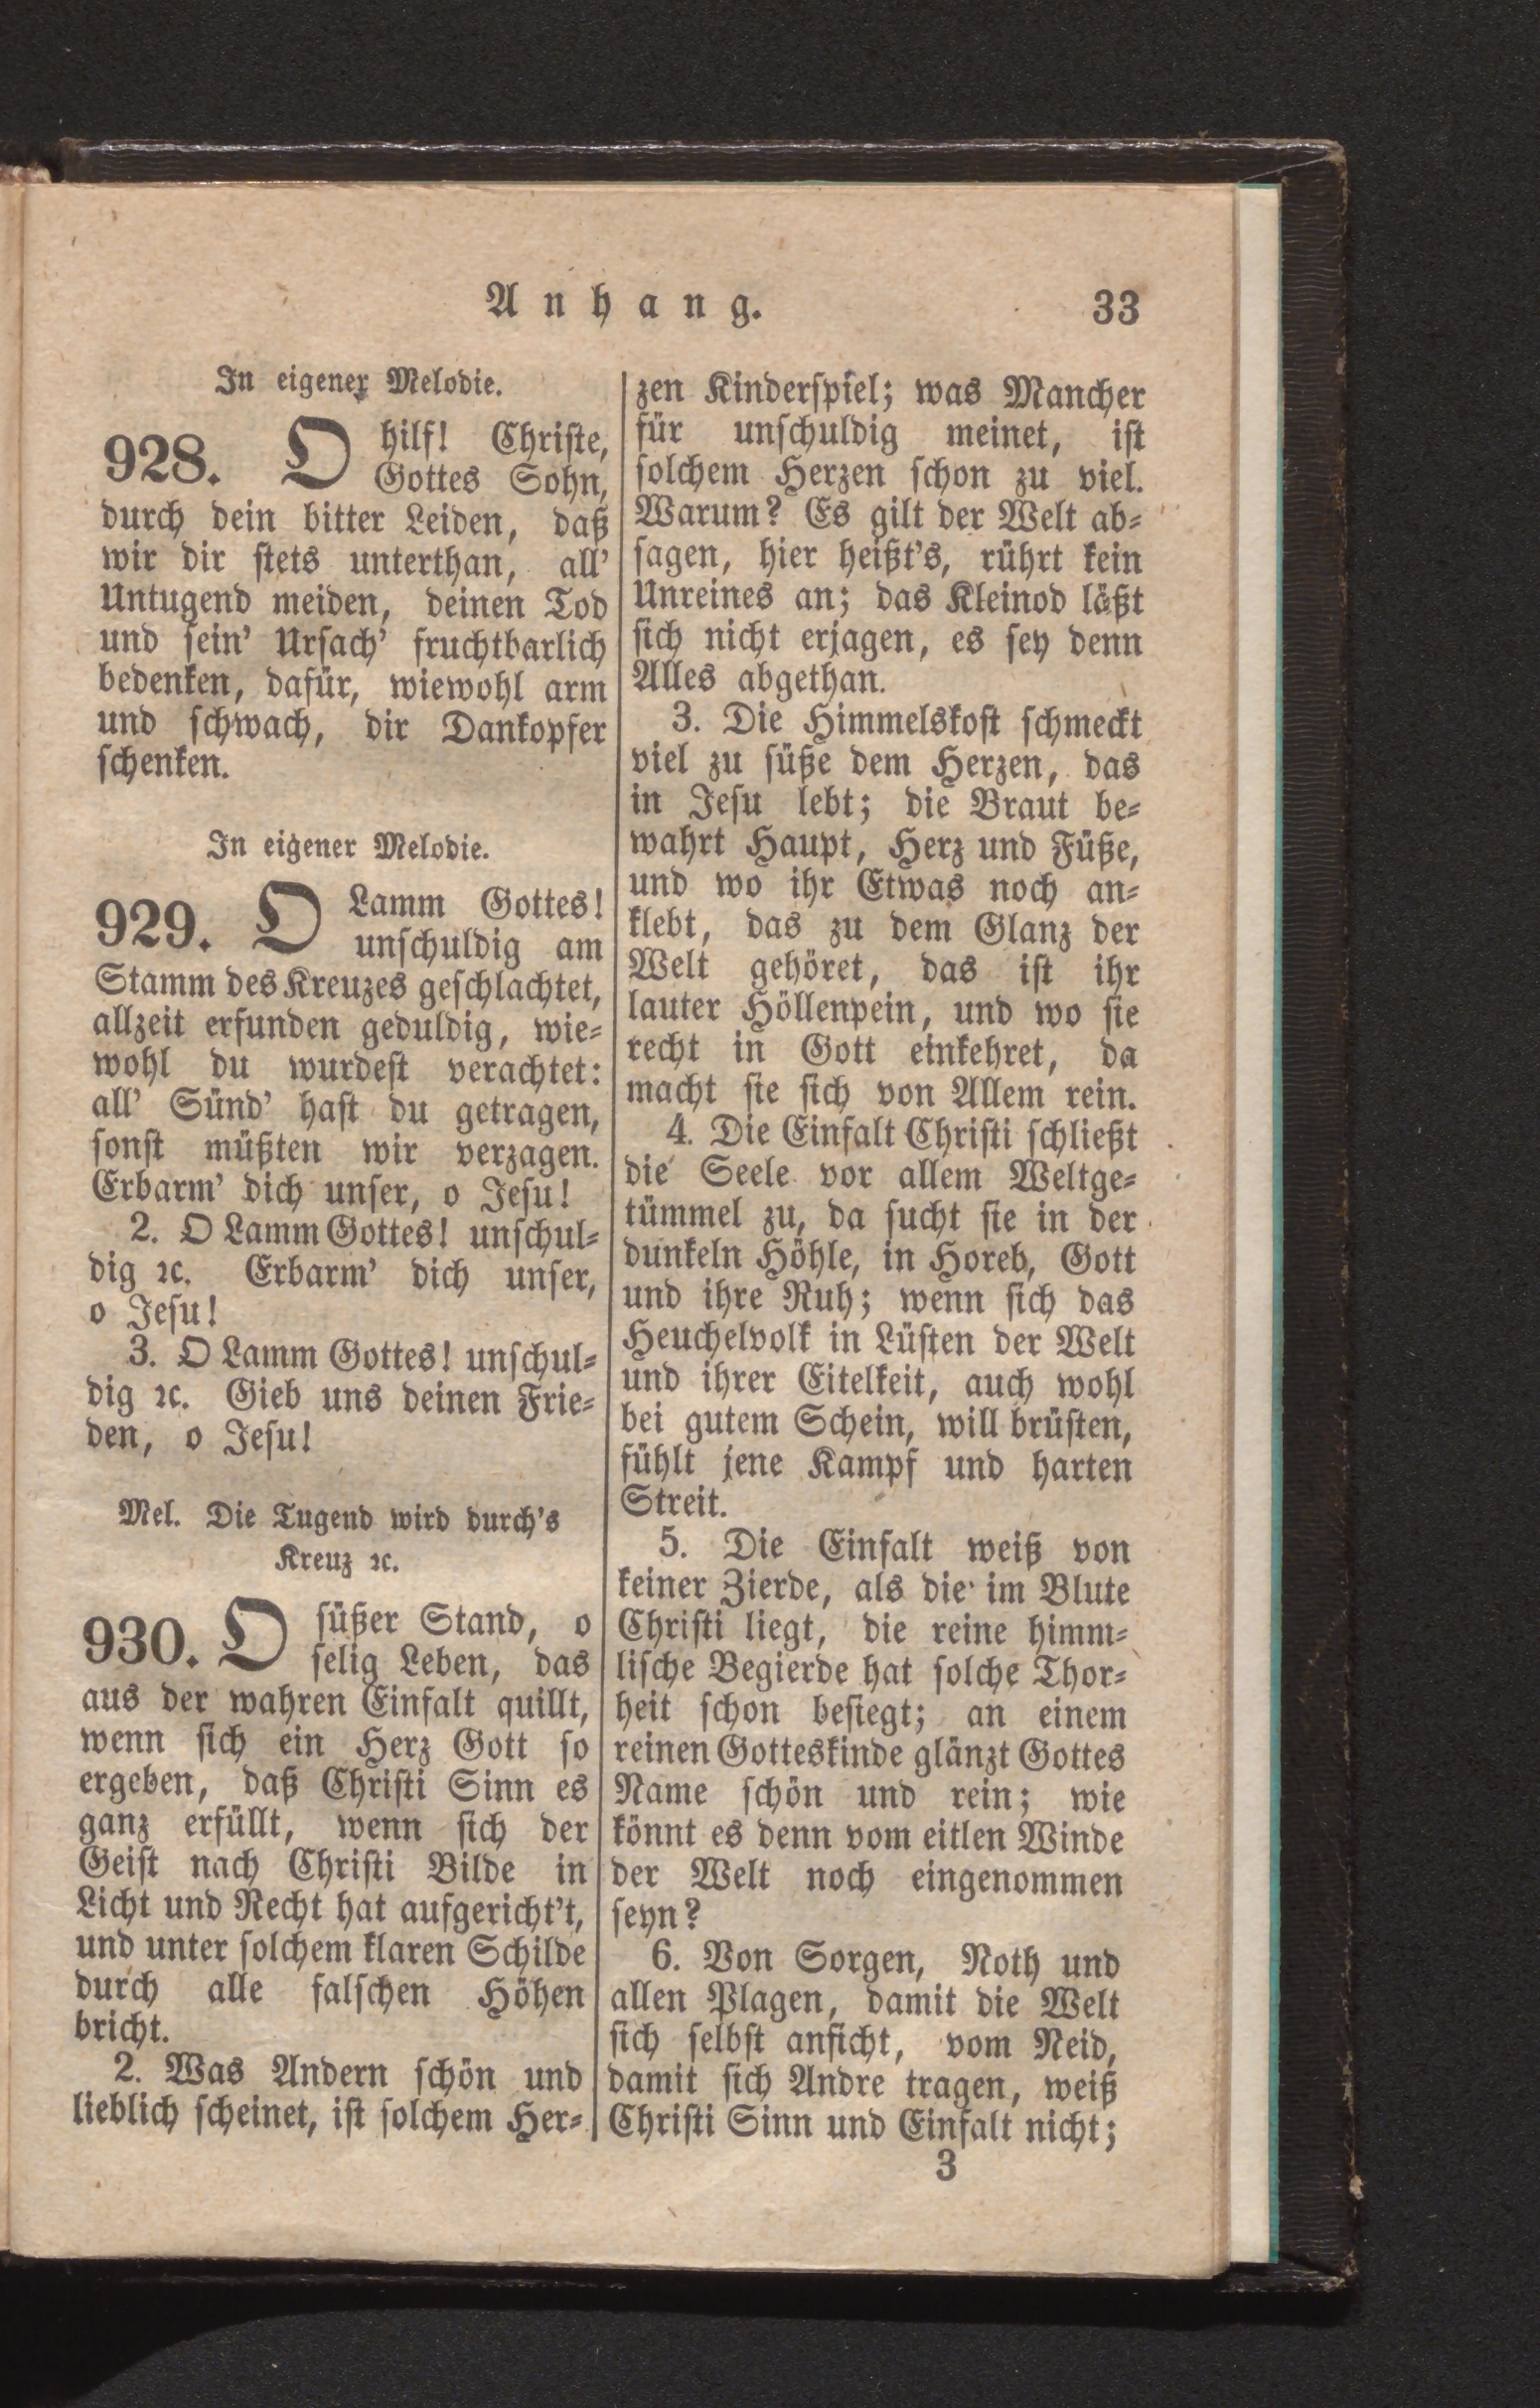 Anhang. 33
In eigener Melodie.
928. O hilf! Christe,
Gottes Sohn,
durch dein bitter Leiden, daß
wir dir stets unterthan, all'
Untugend meiden, deinen Tod
und sein' Ursach' fruchtbarlich
bedenken, dafür, wiewohl arm
und schwach, dir Dankopfer
schenken.
In eigener Melodie.
929. O Lamm Gottes!
unschuldig am
Stamm des Kreuzes geschlachtet,
allzeit erfunden geduldig, wie-
wohl du wurdest verachtet:
all' Sünd' hast du getragen,
sonst müßten wir verzagen.
Erbarm' dich unser, o Jesu!
2. O Lamm Gottes! unschul-
dig ꝛc. Erbarm' dich unser,
o Jesu!
3. O Lamm Gottes! unschul-
dig ꝛc. Gieb uns deinen Frie-
den, o Jesu!
Mel. Die Tugend wird durch's
Kreuz ꝛc.
930. O süßer Stand, o
selig Leben, das
aus der wahren Einfalt quillt,
wenn sich ein Herz Gott so
ergeben, daß Christi Sinn es
ganz erfüllt, wenn sich der
Geist nach Christi Bilde in
Licht und Recht hat aufgericht't,
und unter solchem klaren Schilde
durch alle falschen Höhen
bricht.
2. Was Andern schön und
lieblich scheinet, ist solchem Her-
zen Kinderspiel; was Mancher
für unschuldig meinet, ist
solchem Herzen schon zu viel.
Warum? Es gilt der Welt ab-
sagen, hier heißt's, rührt kein
Unreines an; das Kleinod läßt
sich nicht erjagen, es sey denn
Alles abgethan.
3. Die Himmelskost schmeckt
viel zu süße dem Herzen, das
in Jesu lebt; die Braut be-
wahrt Haupt, Herz und Füße,
und wo ihr Etwas noch an-
klebt, das zu dem Glanz der
Welt gehöret, das ist ihr
lauter Höllenpein, und wo sie
recht in Gott einkehret, da
macht sie sich von Allem rein.
4. Die Einfalt Christi schließt
die Seele vor allem Weltge-
tümmel zu, da sucht sie in der
dunkeln Höhle, in Horeb, Gott
und ihre Ruh; wenn sich das
Heuchelvolk in Lüsten der Welt
und ihrer Eitelkeit, auch wohl
bei gutem Schein, will brüsten,
fühlt jene Kampf und harten
Streit.
5. Die Einfalt weiß von
keiner Zierde, als die im Blute
Christi liegt, die reine himm-
lische Begierde hat solche Thor-
heit schon besiegt; an einem
reinen Gotteskinde glänzt Gottes
Name schön und rein; wie
könnt es denn vom eitlen Winde
der Welt noch eingenommen
seyn?
6. Von Sorgen, Noth und
allen Plagen, damit die Welt
sich selbst anficht, vom Neid,
damit sich Andre tragen, weiß
Christi Sinn und Einfalt nicht;
3